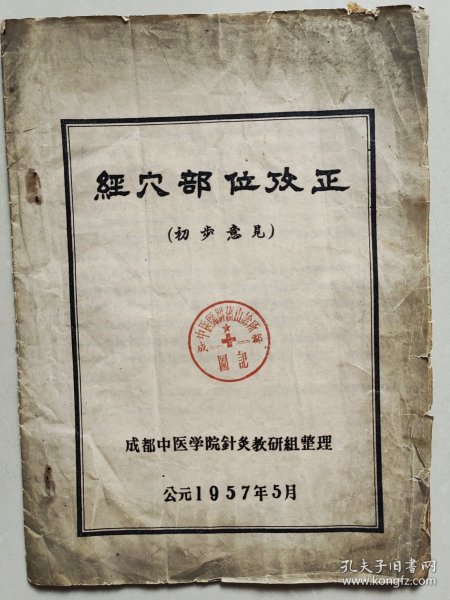 經穴部位攷正
(初步意見)
成都中医学院針灸教研組整理
公元1957年5月
孔夫子旧书网
www.kongfz.com